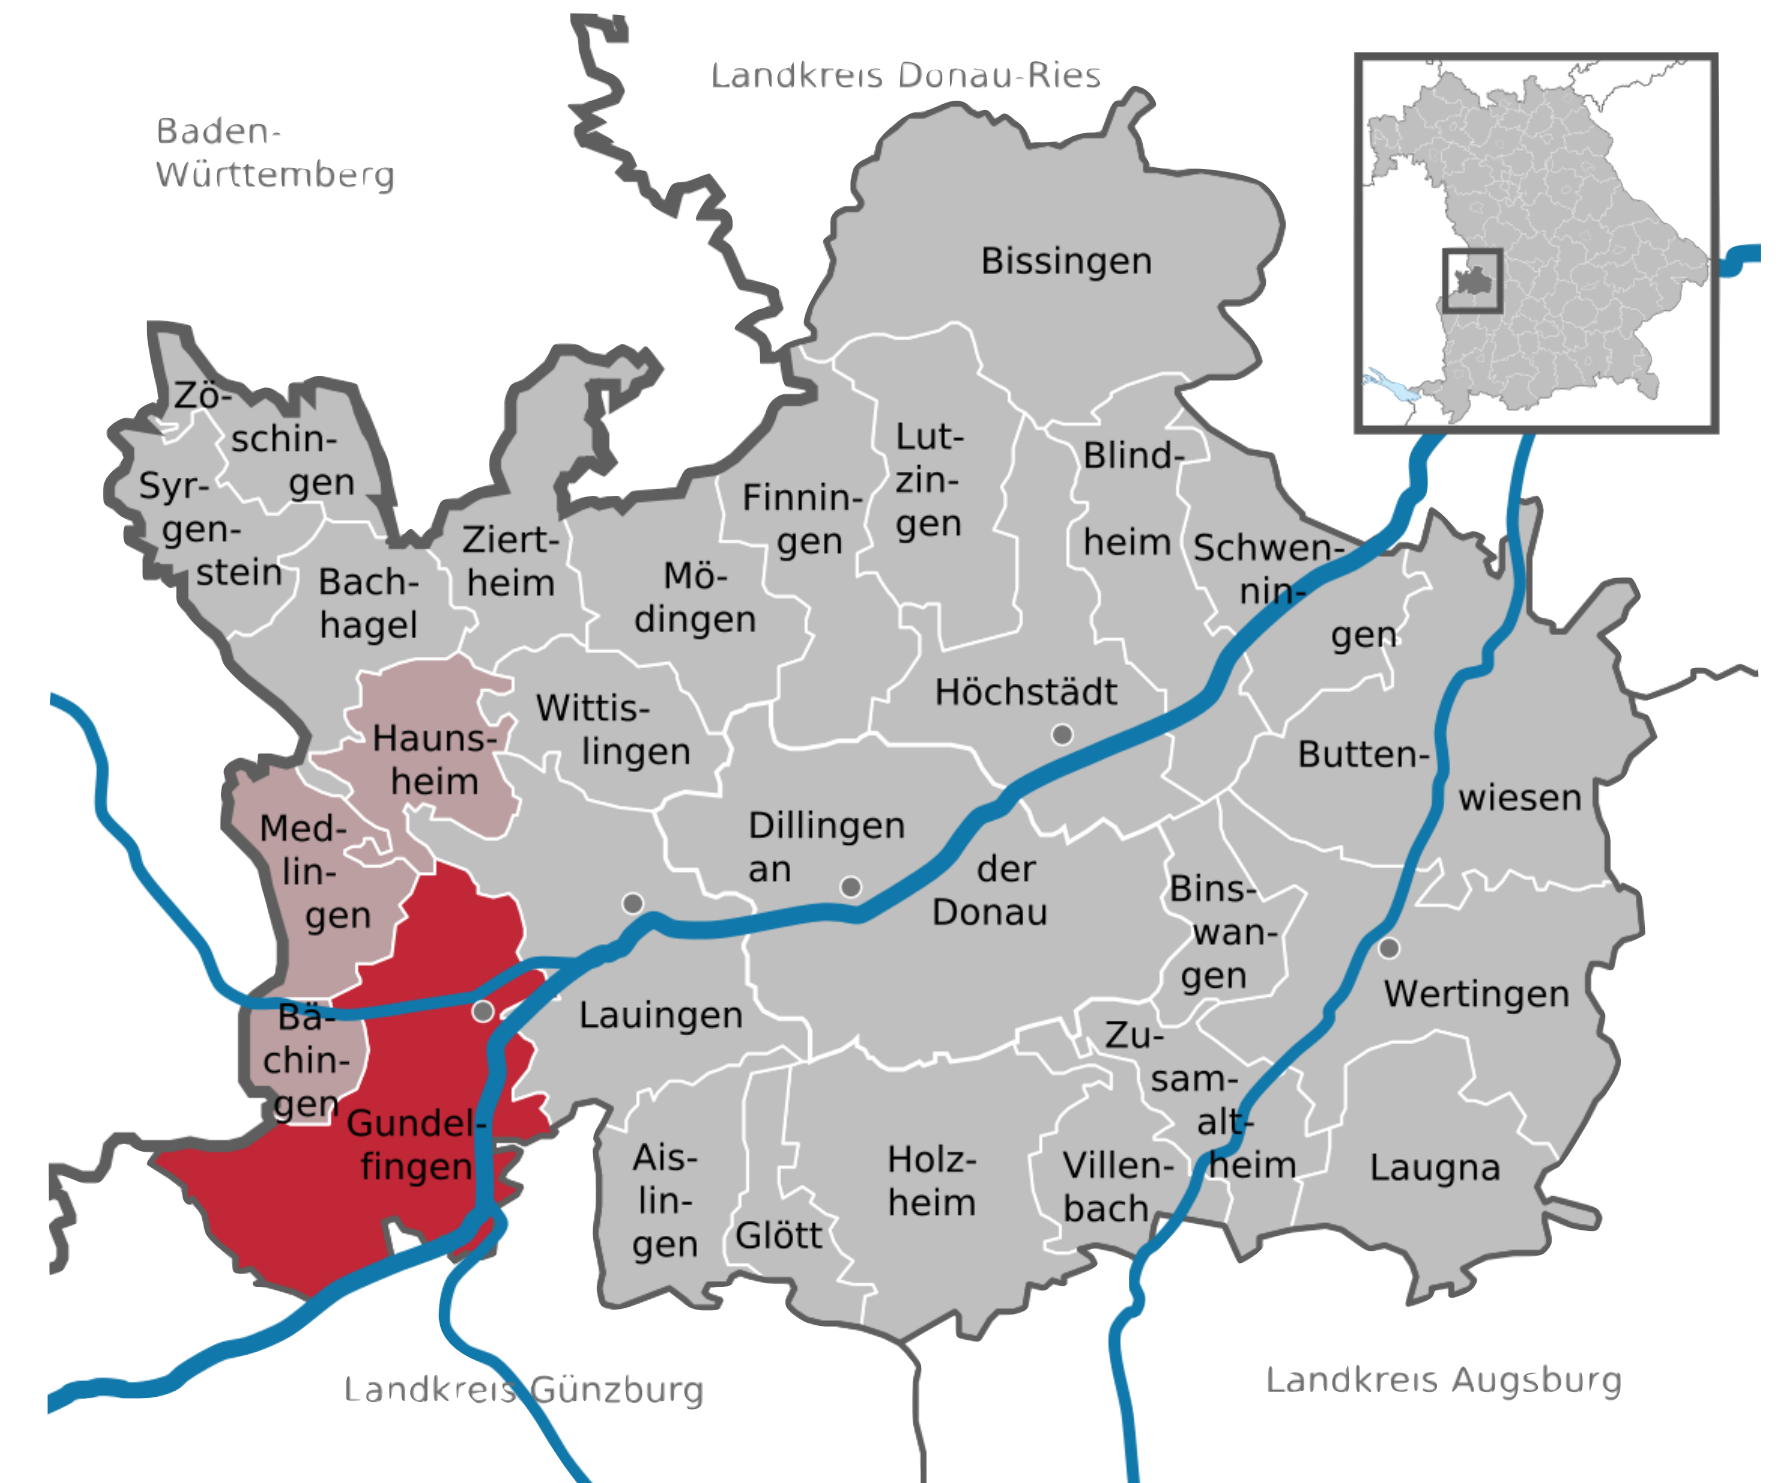 Landkreis Donau-Ries
Baden-
Württemberg
Bissingen
Zö-
schin-
gen
Syr-
gen-
stein
Bach-
hagel
Ziert-
heim
Mö-
dingen
Finnin-
gen
Lut-
zin-
gen
Blind-
heim
Schwen-
nin-
gen
Höchstädt
Wittis-
lingen
Hauns-
heim
Med-
lin-
gen
Bä-
chin-
gen
Gundel-
fingen
Lauingen
Dillingen
an
der
Donau
Butten-
wiesen
Bins-
wan-
gen
Wertingen
Zu-
sam-
alt-
heim
Villen-
bach
Laugna
Holz-
heim
Glött
Ais-
lin-
gen
Landkreis Günzburg
Landkreis Augsburg